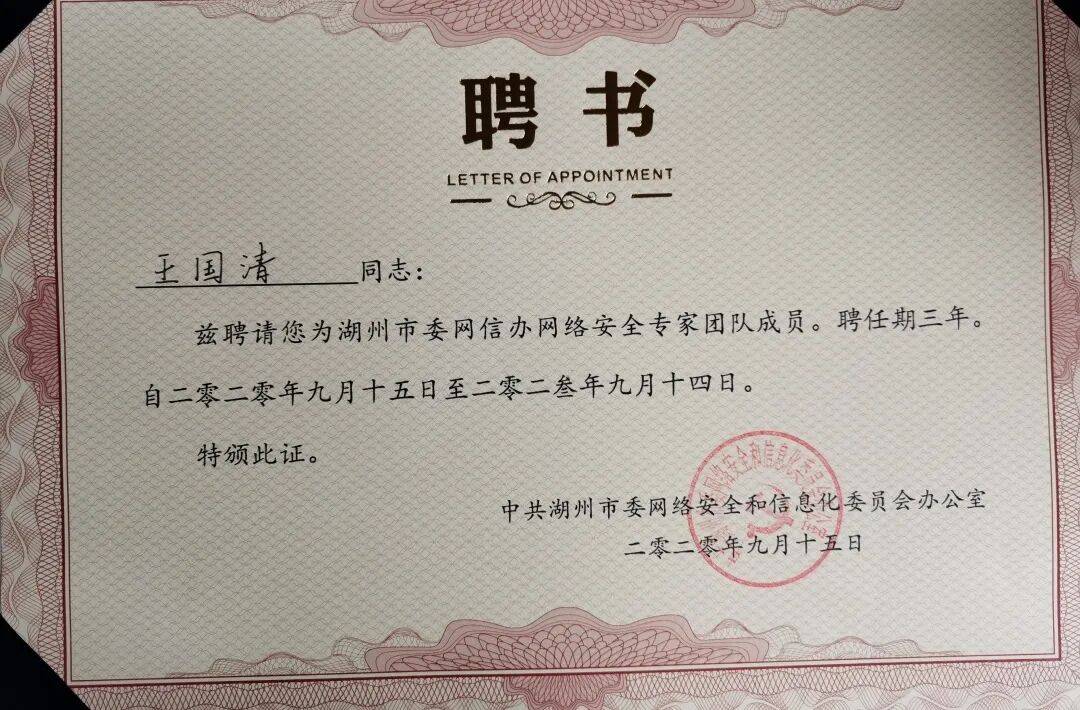 聘书
LETTER OF APPOINTMENT
王国清 同志：
兹聘请您为湖州市委网信办网络安全专家团队成员。聘任期三年。
自二零二零年九月十五日至二零二叁年九月十四日。
特颁此证。
中共湖州市委网络安全和信息化委员会办公室
二零二零年九月十五日